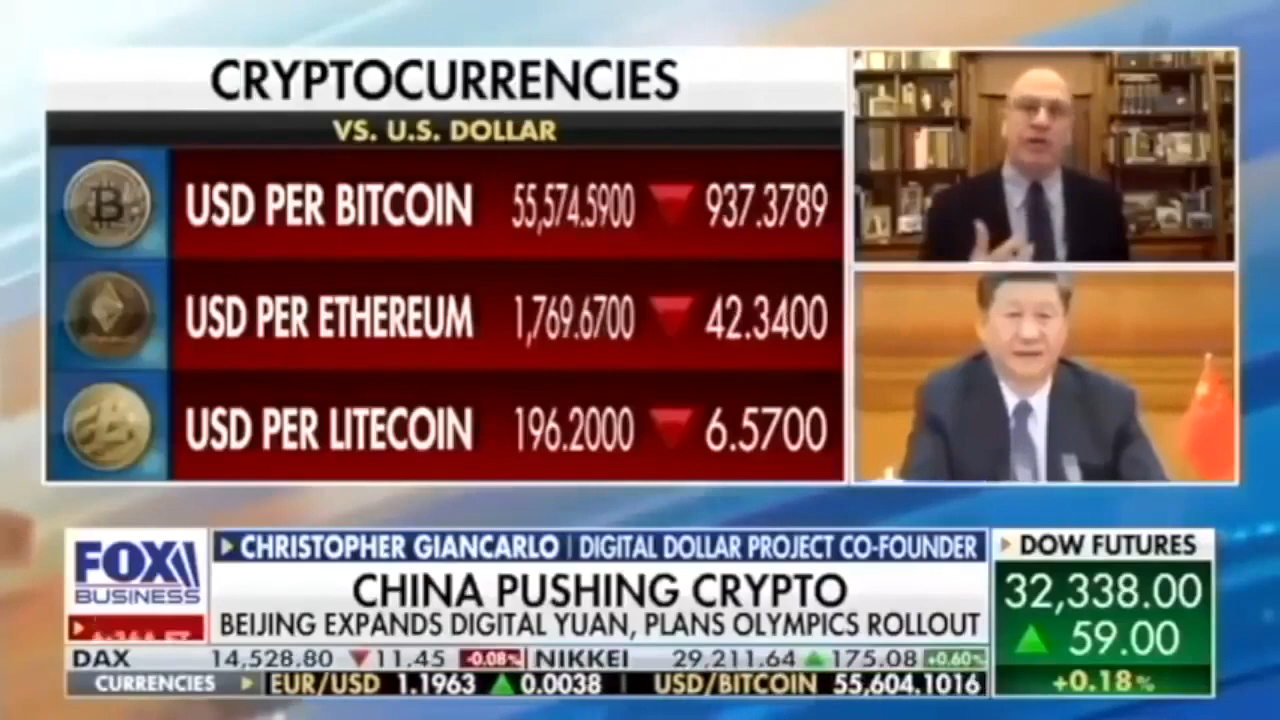 CRYPTOCURRENCIES
VS. U.S. DOLLAR
USD PER BITCOIN 55,574.5900 937.3789
USD PER ETHEREUM 1,769.6700 42.3400
USD PER LITECOIN 196.2000 6.5700
FOX BUSINESS
CHRISTOPHER GIANCARLO | DIGITAL DOLLAR PROJECT CO-FOUNDER
CHINA PUSHING CRYPTO
BEIJING EXPANDS DIGITAL YUAN, PLANS OLYMPICS ROLLOUT
DOW FUTURES
32,338.00
59.00
+0.18%
DAX 14,528.80 11.45 -0.08% NIKKEI 29,211.64 175.08 +0.60%
CURRENCIES EUR/USD 1.1963 0.0038 USD/BITCOIN 55,604.1016